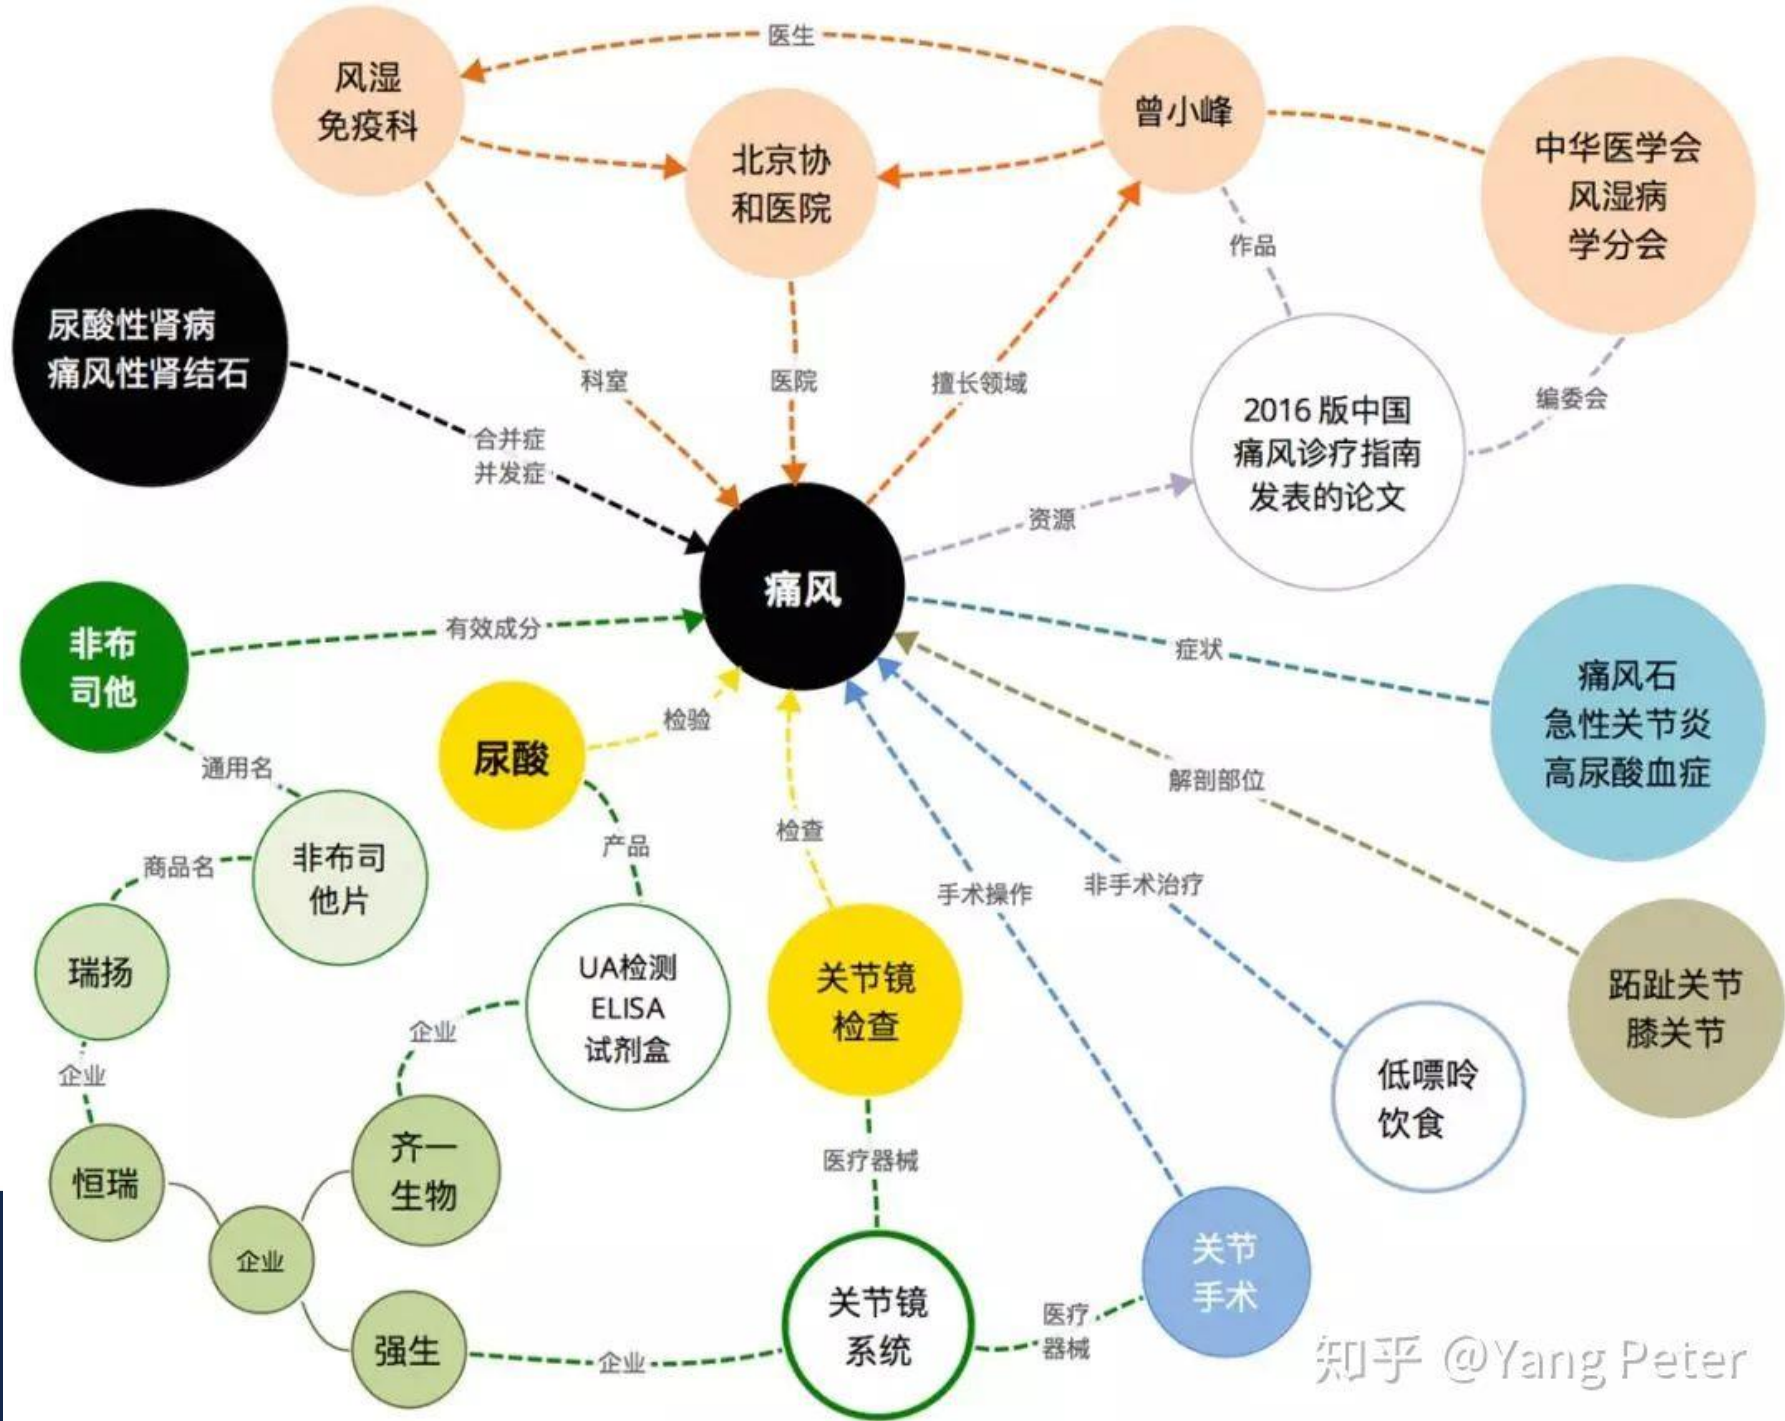 医生
风湿
免疫科
曾小峰
北京协
和医院
中华医学会
风湿病
学分会
作品
尿酸性肾病
痛风性肾结石
科室
医院
擅长领域
编委会
2016 版中国
痛风诊疗指南
发表的论文
合并症
并发症
资源
痛风
非布
司他
有效成分
症状
痛风石
急性关节炎
高尿酸血症
尿酸
检验
通用名
解剖部位
产品
检查
商品名
非布司
他片
手术操作
非手术治疗
瑞扬
UA检测
ELISA
试剂盒
关节镜
检查
跖趾关节
膝关节
企业
企业
低嘌呤
饮食
恒瑞
齐一
生物
医疗器械
企业
关节
手术
强生
企业
关节镜
系统
医疗
器械
知乎 @Yang Peter